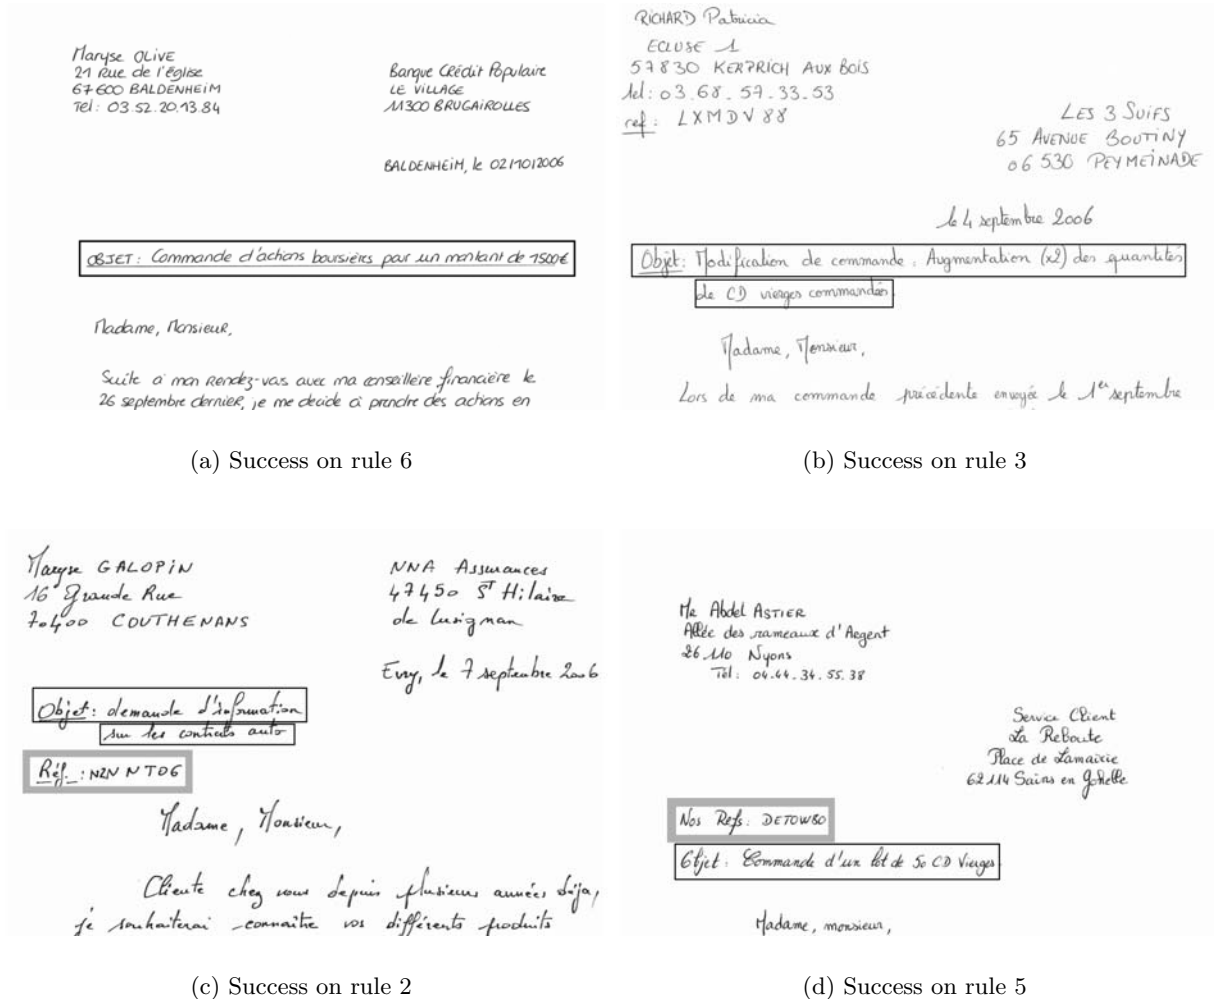 Maryse OLIVE
21 Rue de l'église
67600 BALDENHEIM
Tel : 03.52.20.13.84
Banque Crédit Populaire
LE VILLAGE
11300 BRUGAIROLLES
BALDENHEIM, le 02/10/2006
OBJET : Commande d'actions boursières pour un montant de 1500€
Madame, Monsieur,
Suite à mon rendez-vous avec ma conseillère financière le
26 septembre dernier, je me decide à prendre des actions en
(a) Success on rule 6
RICHARD Patricia
ECLUSE 1
57830 KERPRICH AUX BOIS
tel : 03.68.57.33.53
ref : LXMDV88
LES 3 SUIFS
65 AVENUE BOUTINY
06 530 PEYMEINADE
le 4 septembre 2006
Objet : Modification de commande : Augmentation (x2) des quantités
de CD vierges commandés.
Madame, Monsieur,
Lors de ma commande précédente envoyée le 1er septembre
(b) Success on rule 3
Maryse GALOPIN
16 Grande Rue
70400 COUTHENANS
NNA Assurances
47450 ST Hilaire
de Lusignan
Evry, le 7 septembre 2006
Objet : demande d'information
sur les contrats auto
Réf. : NZN NTDG
Madame, Monsieur,
Cliente chez vous depuis plusieurs années déja,
je souhaiterai connaître vos différents produits
(c) Success on rule 2
Mr Abdel ASTIER
Allée des rameaux d'Argent
26110 Nyons
Tél : 04.44.34.55.38
Service Client
La Reboute
Place de Lamairie
62114 Sains en Gohelle
Nos Refs : DETOW80
Objet : Commande d'un lot de 50 CD Vierges
Madame, monsieur,
(d) Success on rule 5